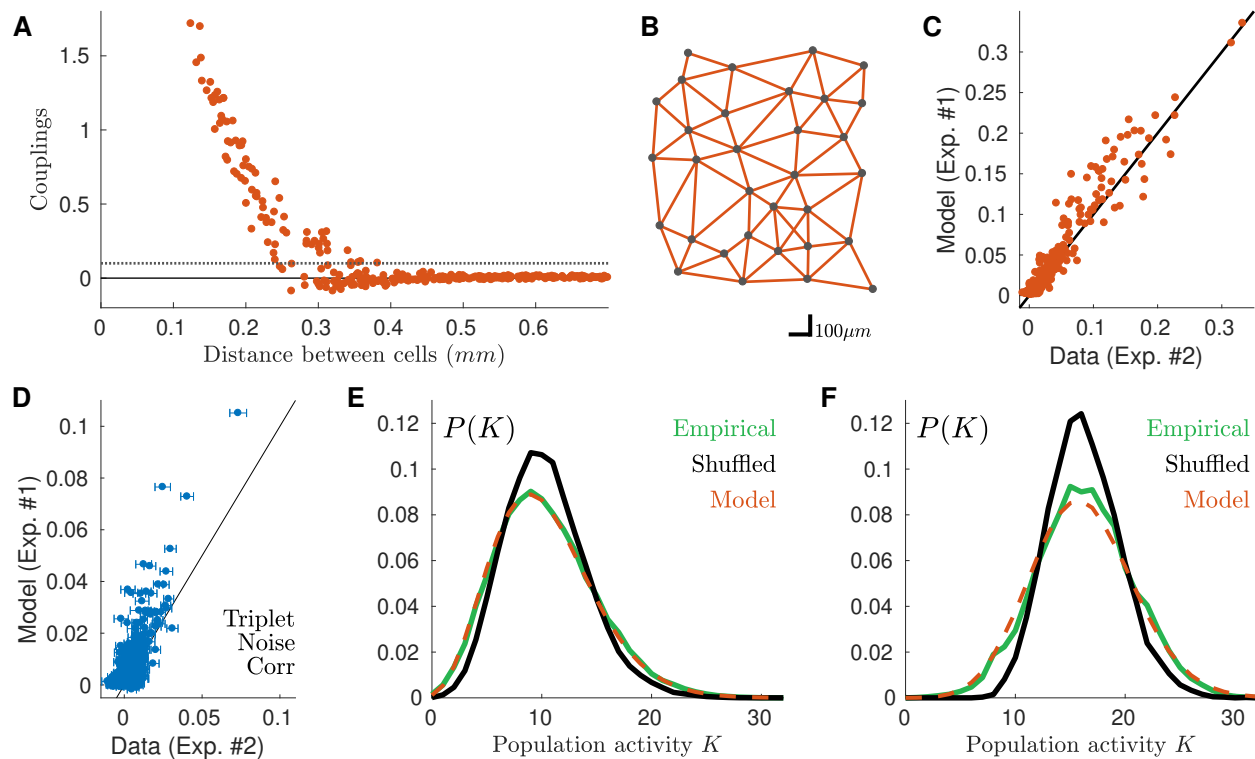 A
B
C
1.5
1
0.5
0
Couplings
0 0.1 0.2 0.3 0.4 0.5 0.6
Distance between cells (mm)
100μm
0.3
0.25
0.2
0.15
0.1
0.05
0
Model (Exp. #1)
0 0.1 0.2 0.3
Data (Exp. #2)
D
E
F
0.1
0.08
0.06
0.04
0.02
0
Model (Exp. #1)
Triplet
Noise
Corr
0 0.05 0.1
Data (Exp. #2)
P(K)
Empirical
Shuffled
Model
0.12
0.1
0.08
0.06
0.04
0.02
0
0 10 20 30
Population activity K
P(K)
Empirical
Shuffled
Model
0.12
0.1
0.08
0.06
0.04
0.02
0
0 10 20 30
Population activity K